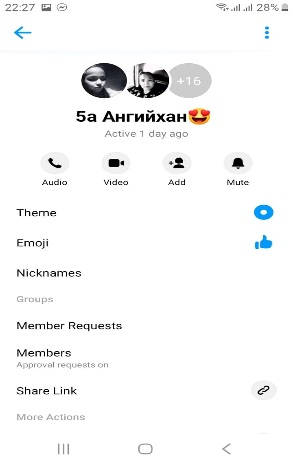 22:27 28%
+16
5а Ангийхан😍
Active 1 day ago
Audio Video Add Mute
Theme
Emoji
Nicknames
Groups
Member Requests
Members
Approval requests on
Share Link
More Actions